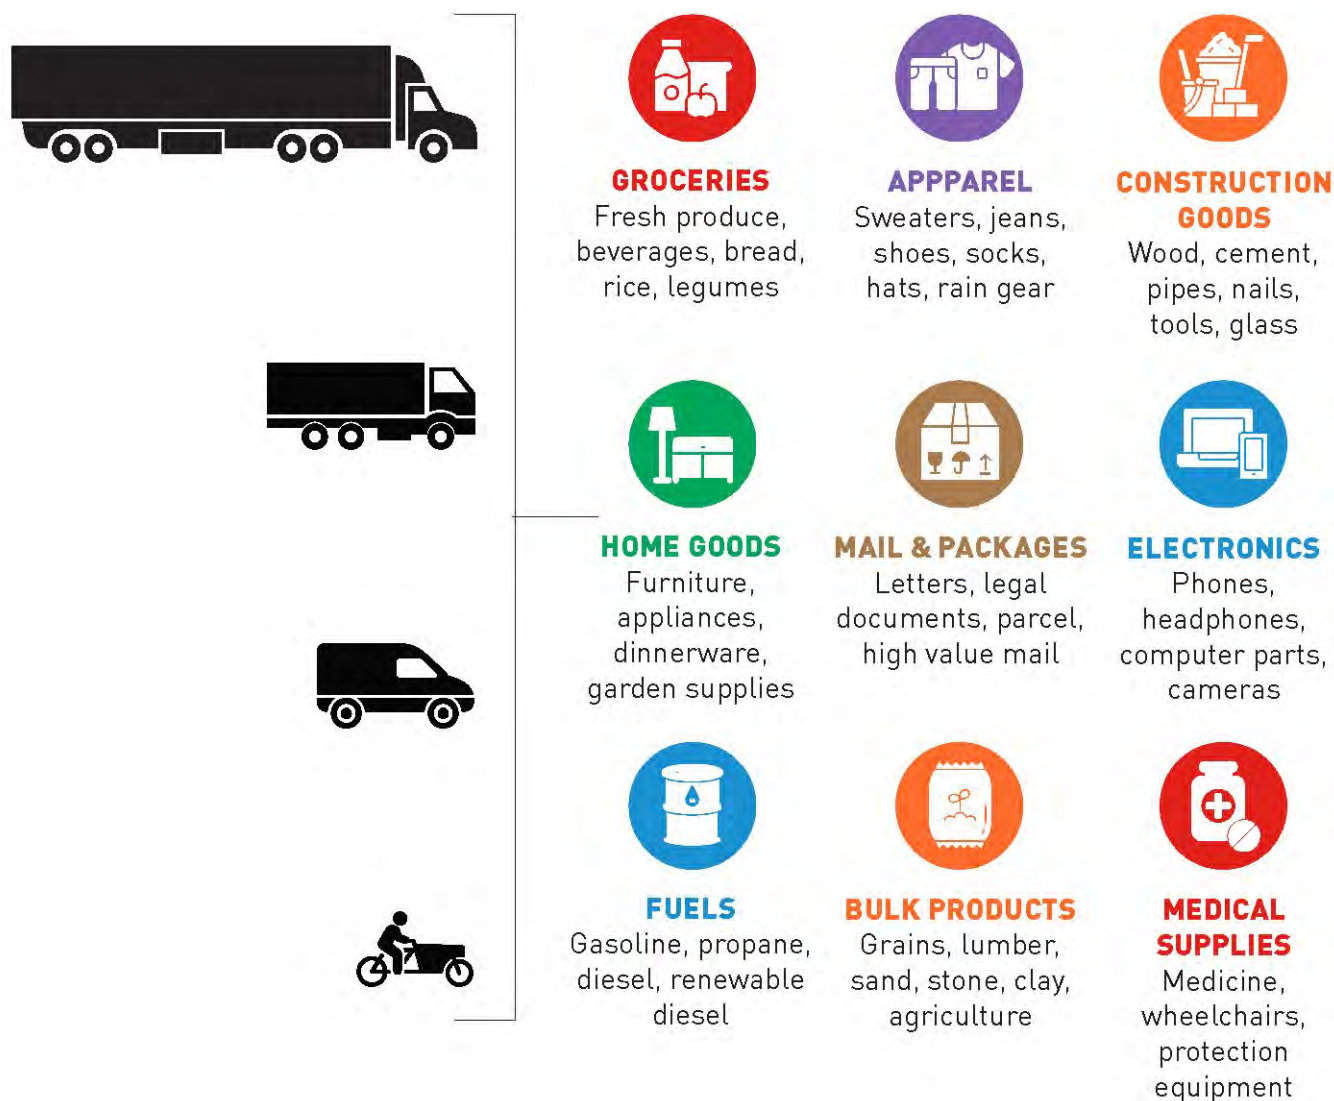 GROCERIES
Fresh produce,
beverages, bread,
rice, legumes
APPPAREL
Sweaters, jeans,
shoes, socks,
hats, rain gear
CONSTRUCTION
GOODS
Wood, cement,
pipes, nails,
tools, glass
HOME GOODS
Furniture,
appliances,
dinnerware,
garden supplies
MAIL & PACKAGES
Letters, legal
documents, parcel,
high value mail
ELECTRONICS
Phones,
headphones,
computer parts,
cameras
FUELS
Gasoline, propane,
diesel, renewable
diesel
BULK PRODUCTS
Grains, lumber,
sand, stone, clay,
agriculture
MEDICAL
SUPPLIES
Medicine,
wheelchairs,
protection
equipment